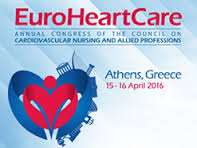 EuroHeartCare
ANNUAL CONGRESS OF THE COUNCIL ON
CARDIOVASCULAR NURSING AND ALLIED PROFESSIONS
Athens, Greece
15-16 April 2016